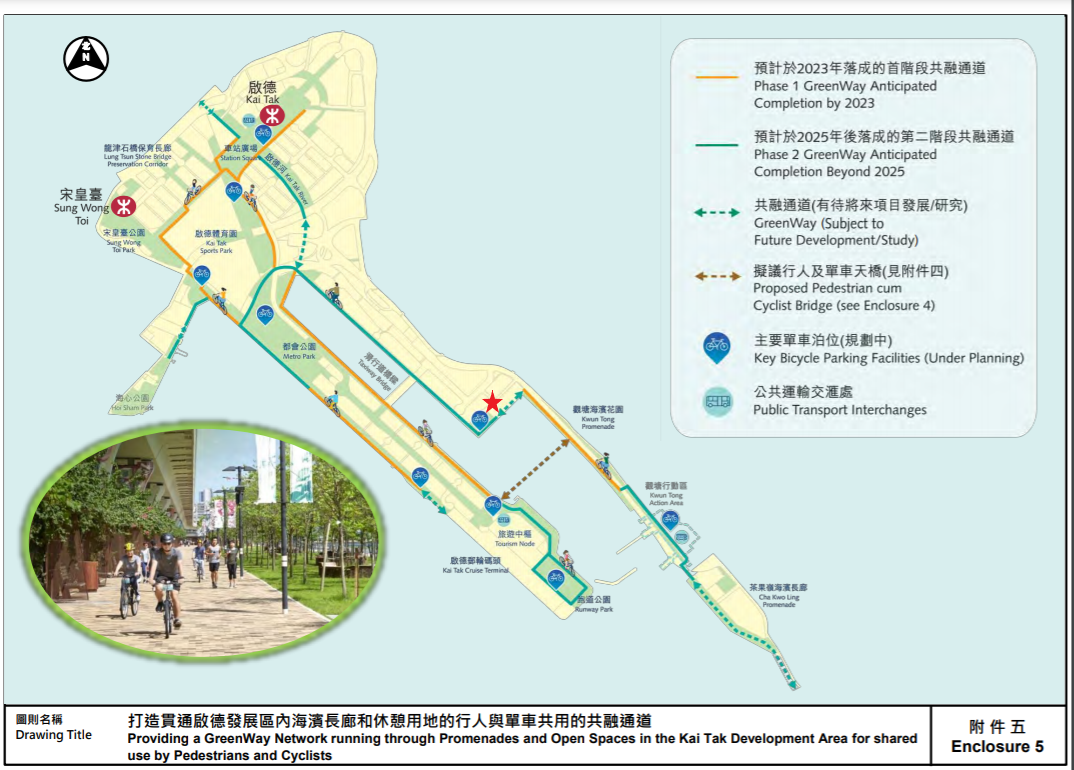 N
啟德
Kai Tak
龍津石橋保育長廊
Lung Tsun Stone Bridge
Preservation Corridor
車站廣場
Station Square
啟德河 Kai Tak River
宋皇臺
Sung Wong
Toi
宋皇臺公園
Sung Wong
Toi Park
啟德體育園
Kai Tak
Sports Park
都會公園
Metro Park
滑行道橋
Taxiway Bridge
海心公園
Hoi Sham Park
觀塘海濱花園
Kwun Tong
Promenade
觀塘行動區
Kwun Tong
Action Area
旅遊中樞
Tourism Node
啟德郵輪碼頭
Kai Tak Cruise Terminal
跑道公園
Runway Park
茶果嶺海濱長廊
Cha Kwo Ling
Promenade
預計於2023年落成的首階段共融通道
Phase 1 GreenWay Anticipated
Completion by 2023
預計於2025年後落成的第二階段共融通道
Phase 2 GreenWay Anticipated
Completion Beyond 2025
共融通道(有待將來項目發展/研究)
GreenWay (Subject to
Future Development/Study)
擬議行人及單車天橋(見附件四)
Proposed Pedestrian cum
Cyclist Bridge (see Enclosure 4)
主要單車泊位(規劃中)
Key Bicycle Parking Facilities (Under Planning)
公共運輸交滙處
Public Transport Interchanges
圖則名稱
Drawing Title
打造貫通啟德發展區內海濱長廊和休憩用地的行人與單車共用的共融通道
Providing a GreenWay Network running through Promenades and Open Spaces in the Kai Tak Development Area for shared
use by Pedestrians and Cyclists
附件五
Enclosure 5